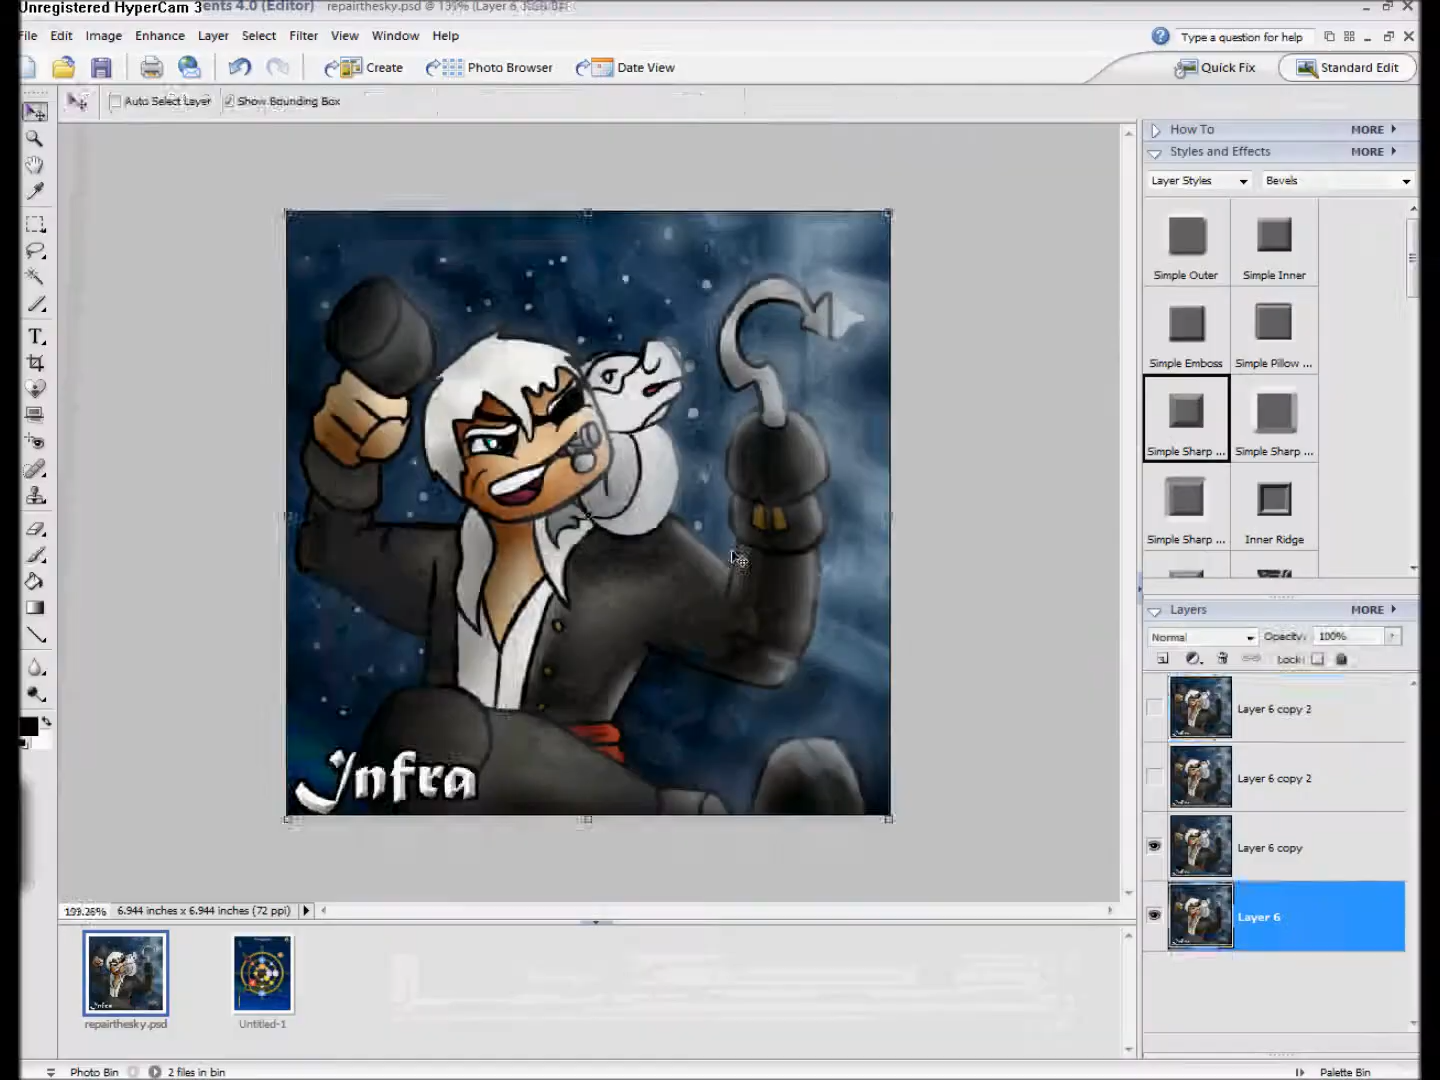 Unregistered HyperCam 3
ents 4.0 (Editor)
repairthesky.psd @ 199% (Layer 6,
File Edit Image Enhance Layer Select Filter View Window Help
Type a question for help
Create Photo Browser Date View
Quick Fix Standard Edit
Auto Select Layer Show Bounding Box
How To MORE
Styles and Effects MORE
Layer Styles Bevels
Simple Outer Simple Inner
Simple Emboss Simple Pillow ...
Simple Sharp ... Simple Sharp ...
Simple Sharp ... Inner Ridge
Layers MORE
Normal Opacity: 100%
Lock:
Layer 6 copy 2
Layer 6 copy 2
Layer 6 copy
Layer 6
Infra
6.944 inches x 6.944 inches (72 ppi)
repairthesky.psd Untitled-1
Photo Bin 2 files in bin Palette Bin